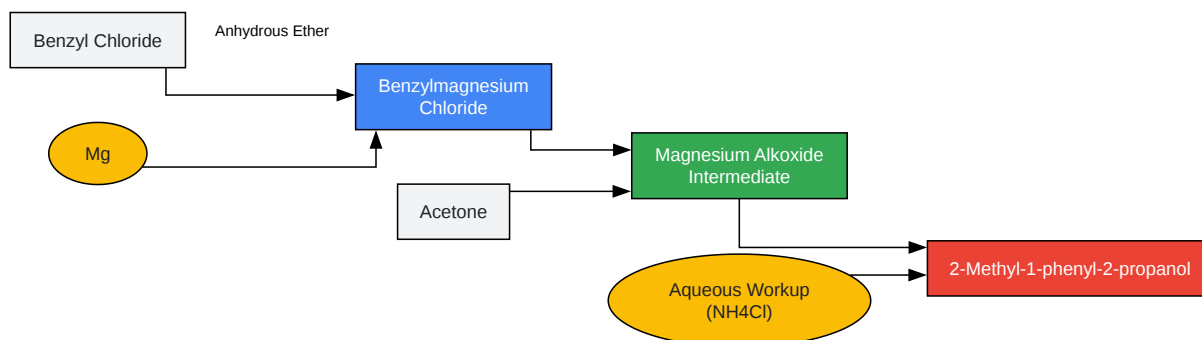 Benzyl Chloride
Anhydrous Ether
Benzylmagnesium
Chloride
Mg
Magnesium Alkoxide
Intermediate
Acetone
2-Methyl-1-phenyl-2-propanol
Aqueous Workup
(NH4Cl)